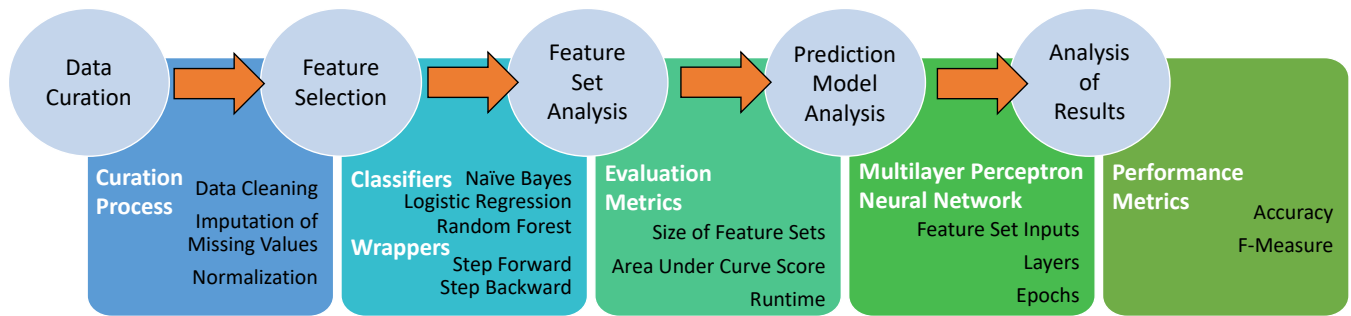 Data
Curation
Feature
Selection
Feature
Set
Analysis
Prediction
Model
Analysis
Analysis
of
Results
Curation
Process
Data Cleaning
Imputation of
Missing Values
Normalization
Classifiers
Naïve Bayes
Logistic Regression
Random Forest
Wrappers
Step Forward
Step Backward
Evaluation
Metrics
Size of Feature Sets
Area Under Curve Score
Runtime
Multilayer Perceptron
Neural Network
Feature Set Inputs
Layers
Epochs
Performance
Metrics
Accuracy
F-Measure